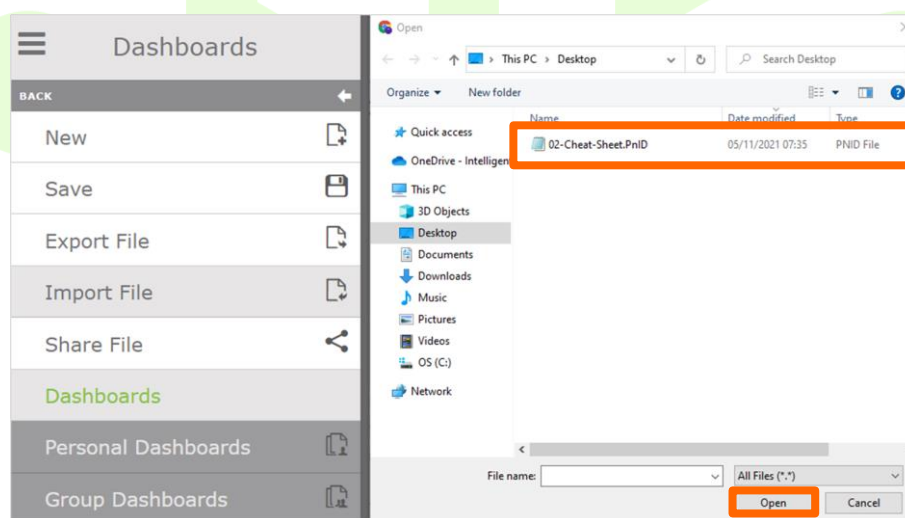 Dashboards
BACK
New
Save
Export File
Import File
Share File
Dashboards
Personal Dashboards
Group Dashboards
Open
This PC > Desktop
Search Desktop
Organize
New folder
Name
Date modified
Type
Quick access
OneDrive - Intelligen
This PC
3D Objects
Desktop
Documents
Downloads
Music
Pictures
Videos
OS (C:)
Network
02-Cheat-Sheet.PnID
05/11/2021 07:35
PNID File
File name:
All Files (*.*)
Open
Cancel